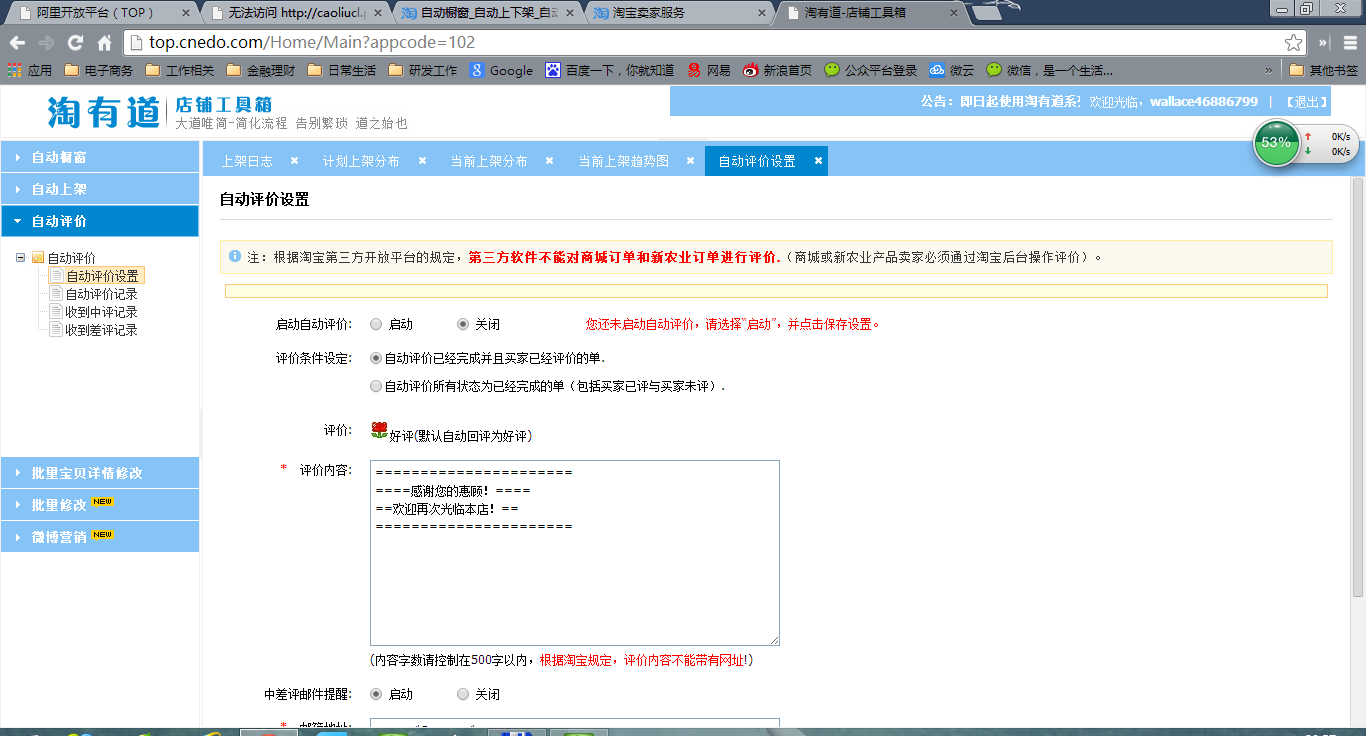 阿里开放平台（TOP）
无法访问 http://caoliucl.
自动橱窗_自动上下架_自动
淘宝卖家服务
淘有道-店铺工具箱
top.cnedo.com/Home/Main?appcode=102
应用 电子商务 工作相关 金融理财 日常生活 研发工作 Google 百度一下，你就知道 网易 新浪首页 公众平台登录 微云 微信，是一个生活... » 其他书签
淘有道 店铺工具箱
大道唯简-简化流程 告别繁琐 道之始也
公告：即日起使用淘有道系 欢迎光临，wallace46886799 | 【退出】
53% 0K/s
0K/s
自动橱窗
自动上架
自动评价
自动评价
自动评价设置
自动评价记录
收到中评记录
收到差评记录
批量宝贝详情修改
批量修改 NEW
微博营销 NEW
上架日志 计划上架分布 当前上架分布 当前上架趋势图 自动评价设置
自动评价设置
注：根据淘宝第三方开放平台的规定，第三方软件不能对商城订单和新农业订单进行评价.（商城或新农业产品卖家必须通过淘宝后台操作评价）。
启动自动评价: 启动 关闭 您还未启动自动评价，请选择"启动"，并点击保存设置。
评价条件设定: 自动评价已经完成并且买家已经评价的单.
自动评价所有状态为已经完成的单（包括买家已评与买家未评）.
评价: 好评(默认自动回评为好评)
* 评价内容: ======================
====感谢您的惠顾！====
==欢迎再次光临本店！==
======================
(内容字数请控制在500字以内，根据淘宝规定，评价内容不能带有网址!)
中差评邮件提醒: 启动 关闭
* 邮箱地址: